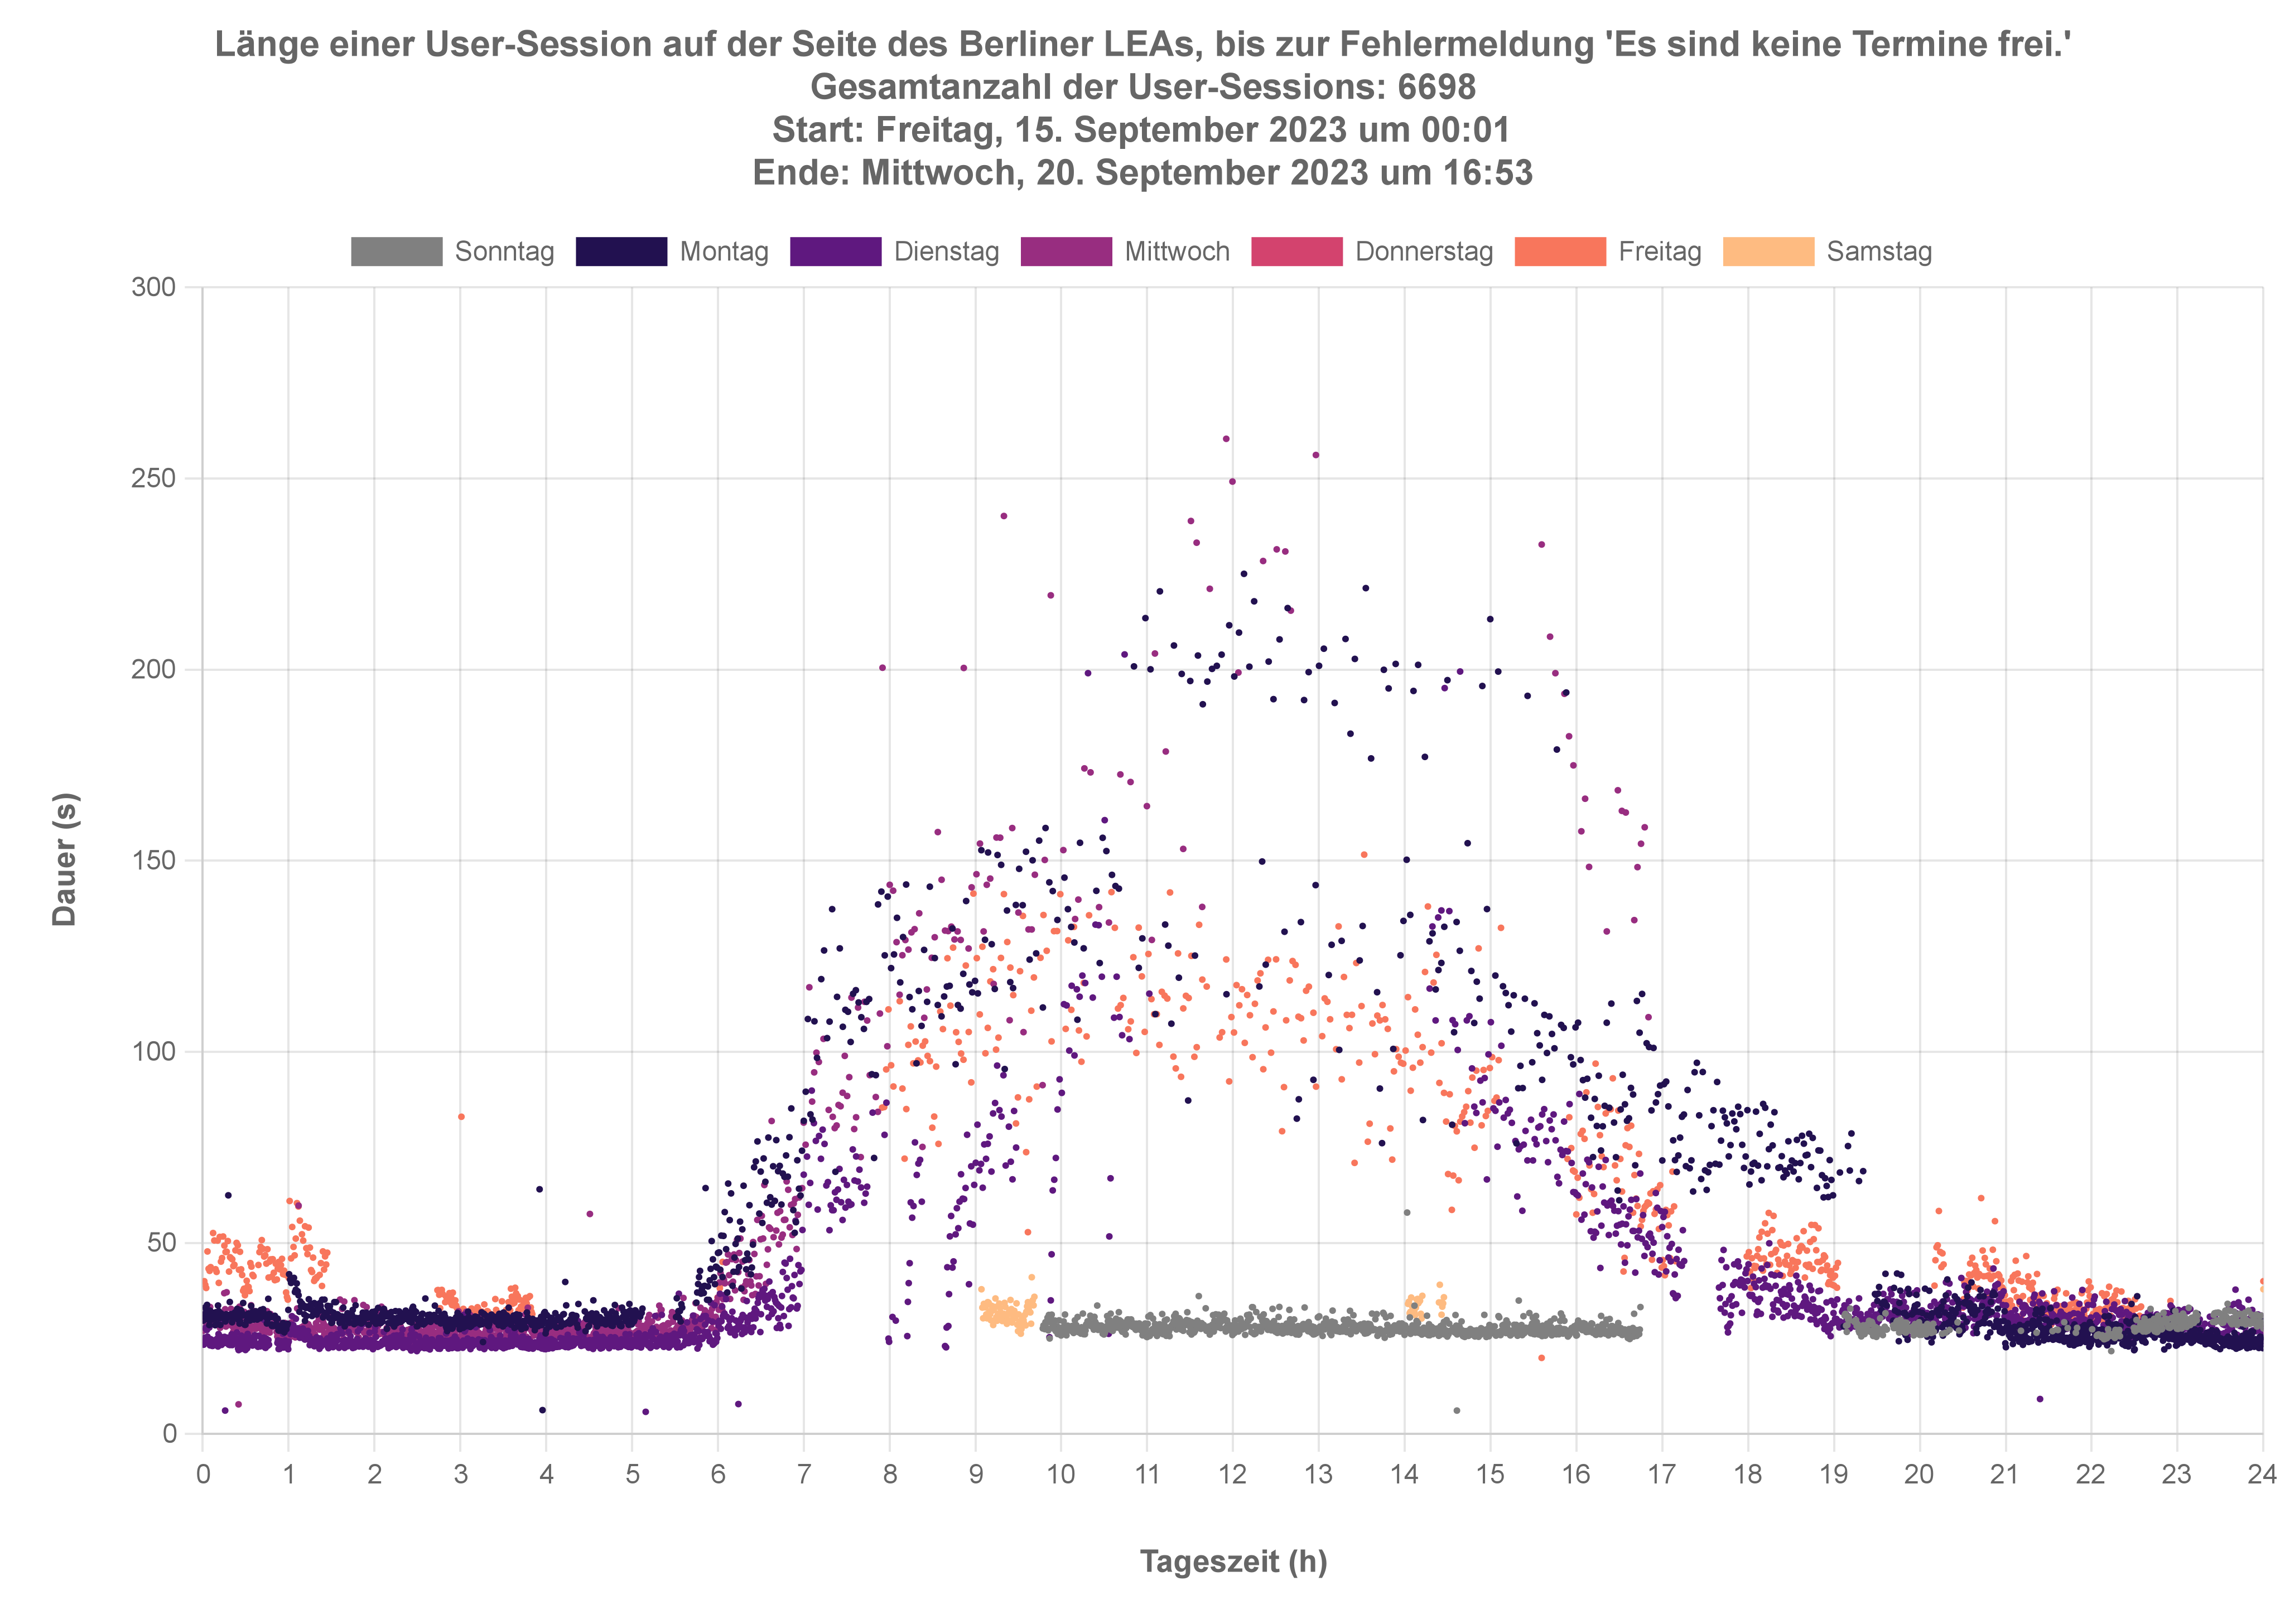 Länge einer User-Session auf der Seite des Berliner LEAs, bis zur Fehlermeldung 'Es sind keine Termine frei.'
Gesamtanzahl der User-Sessions: 6698
Start: Freitag, 15. September 2023 um 00:01
Ende: Mittwoch, 20. September 2023 um 16:53
Sonntag Montag Dienstag Mittwoch Donnerstag Freitag Samstag
300
250
200
150
100
50
0
Dauer (s)
0 1 2 3 4 5 6 7 8 9 10 11 12 13 14 15 16 17 18 19 20 21 22 23 24
Tageszeit (h)